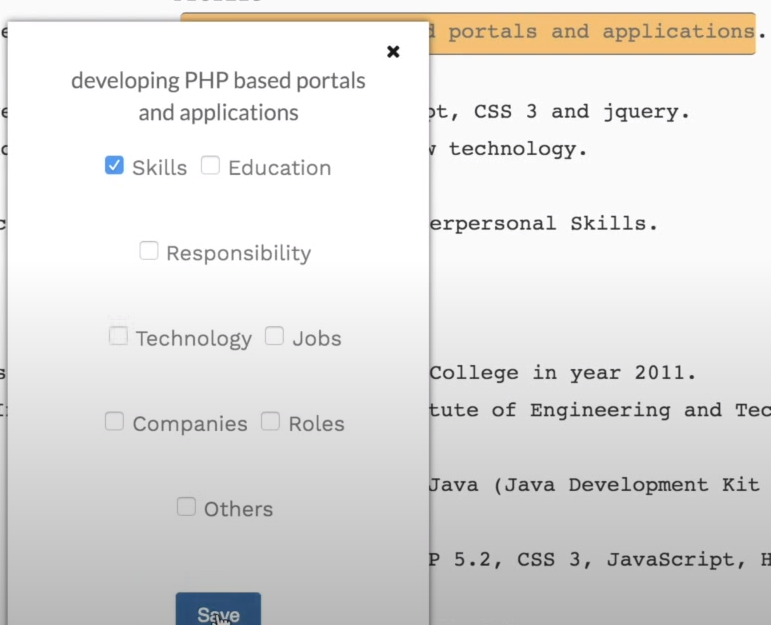 portals and applications.
✖
developing PHP based portals
and applications
pt, CSS 3 and jquery.
technology.
Skills Education
erpersonal Skills.
Responsibility
Technology Jobs
College in year 2011.
tute of Engineering and Tec
Companies Roles
Java (Java Development Kit
Others
P 5.2, CSS 3, JavaScript, H
Save